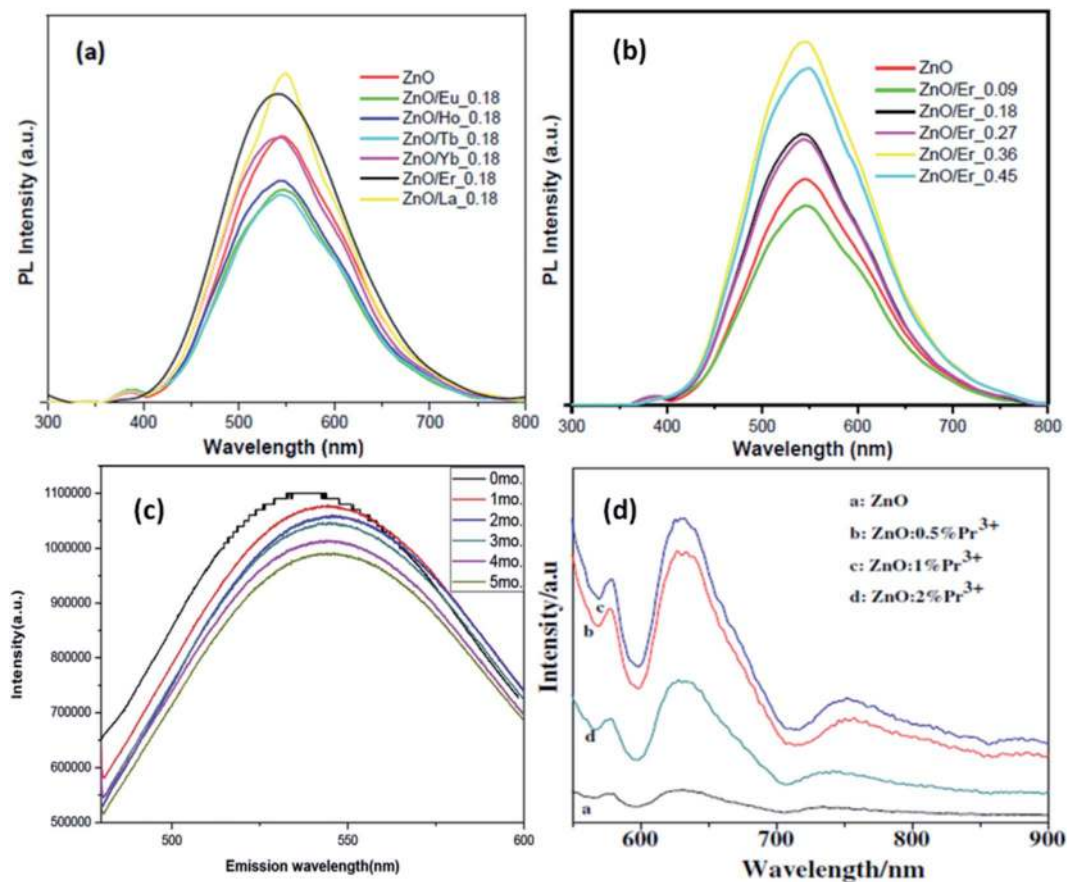 (a)
ZnO
ZnO/Eu_0.18
ZnO/Ho_0.18
ZnO/Tb_0.18
ZnO/Yb_0.18
ZnO/Er_0.18
ZnO/La_0.18
PL Intensity (a.u.)
300 400 500 600 700 800
Wavelength (nm)
(b)
ZnO
ZnO/Er_0.09
ZnO/Er_0.18
ZnO/Er_0.27
ZnO/Er_0.36
ZnO/Er_0.45
PL Intensity (a.u.)
300 400 500 600 700 800
Wavelength (nm)
(c)
0mo.
1mo.
2mo.
3mo.
4mo.
5mo.
1100000
1000000
900000
800000
700000
600000
500000
Intensity(a.u.)
500 550 600
Emission wavelength(nm)
(d)
a: ZnO
b: ZnO:0.5%Pr³⁺
c: ZnO:1%Pr³⁺
d: ZnO:2%Pr³⁺
c
b
d
a
Intensity/a.u
600 700 800 900
Wavelength/nm